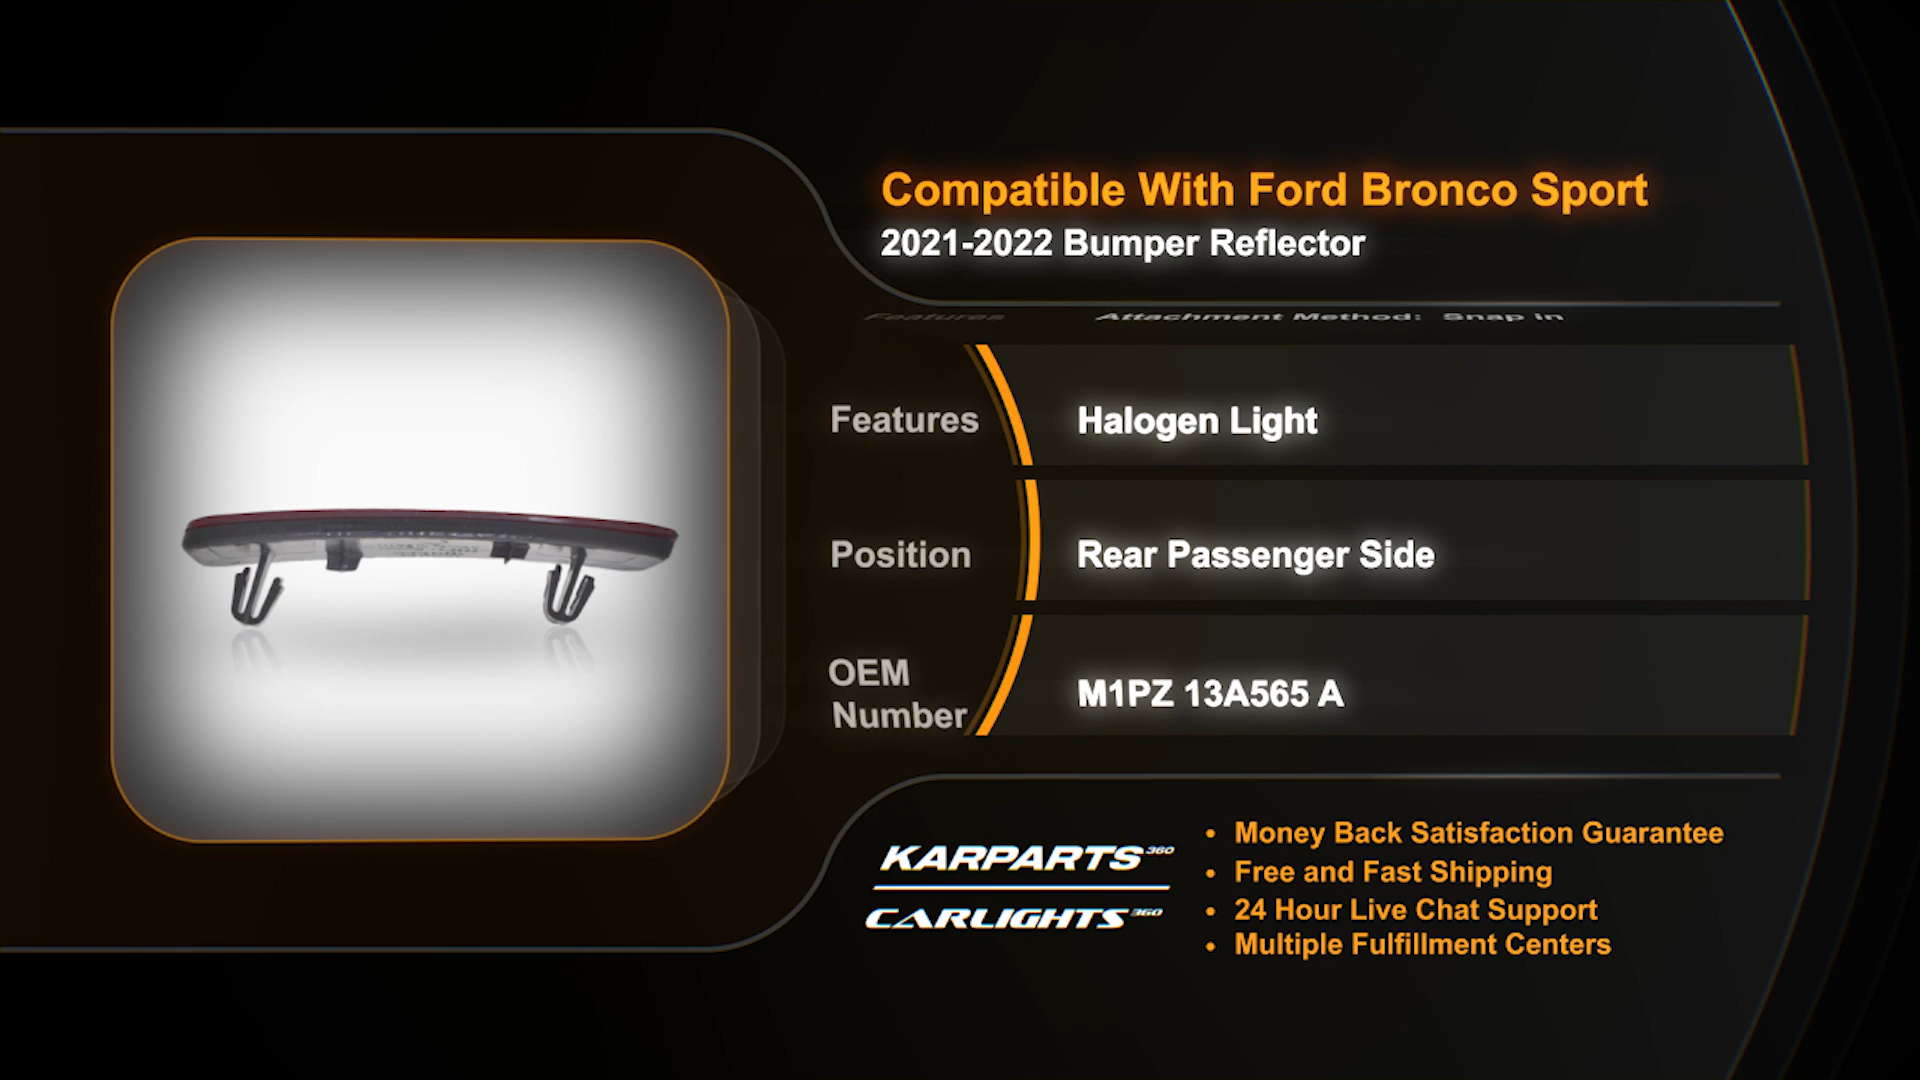 Compatible With Ford Bronco Sport
2021-2022 Bumper Reflector
Features Attachment Method: Snap In
Features Halogen Light
Position Rear Passenger Side
OEM
Number
M1PZ 13A565 A
KARPARTS360
CARLIGHTS360
• Money Back Satisfaction Guarantee
• Free and Fast Shipping
• 24 Hour Live Chat Support
• Multiple Fulfillment Centers